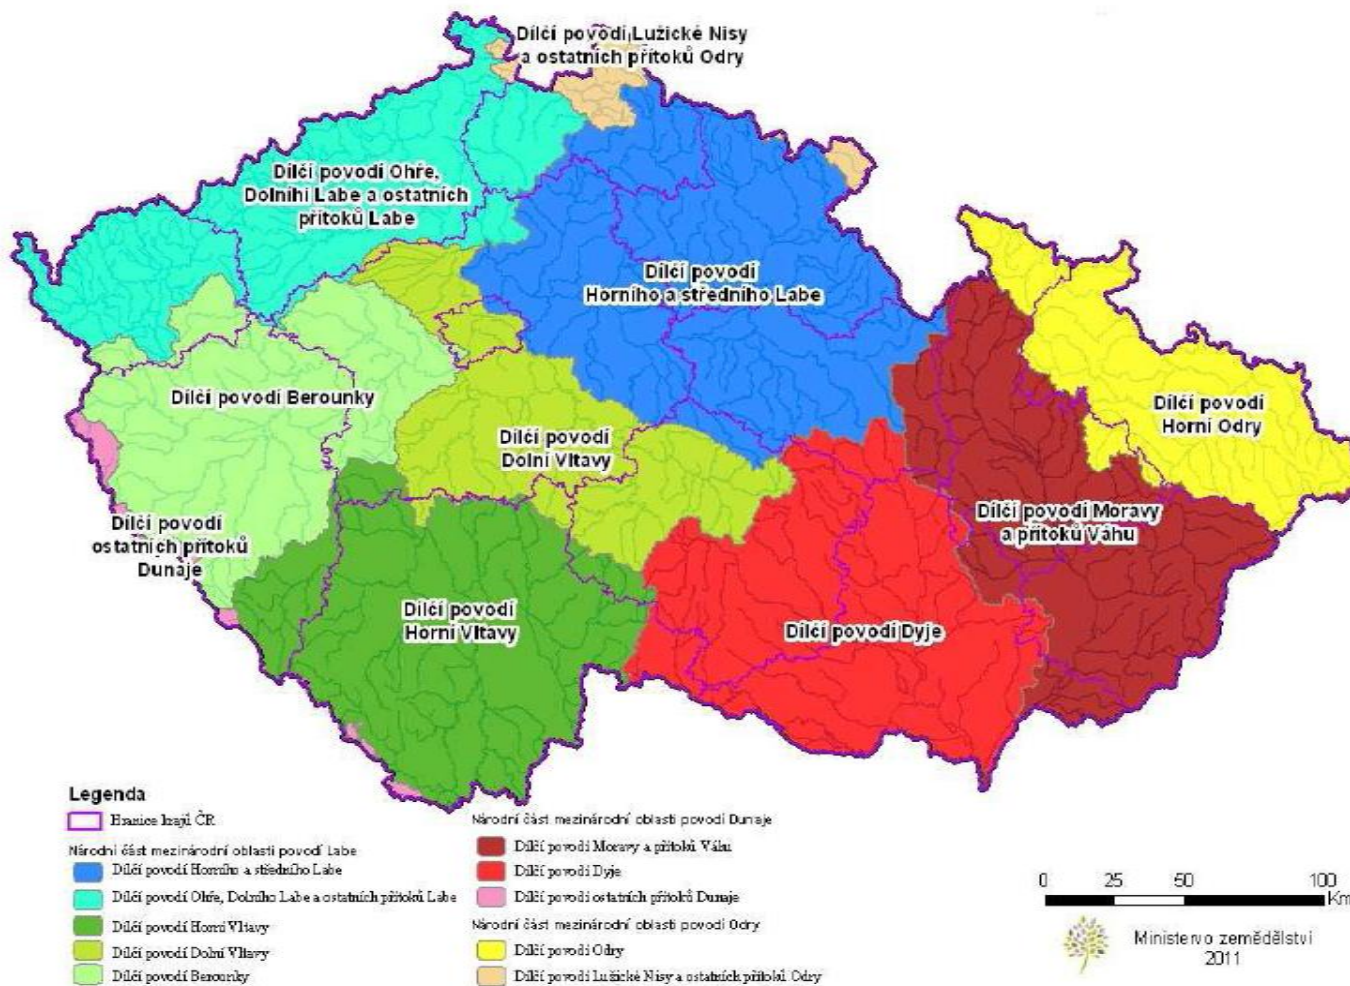 Dílčí povodí Lužické Nisy
a ostatních přítoků Odry
Dílčí povodí Ohře,
Dolníhi Labe a ostatních
přítoků Labe
Dílčí povodí
Horního a středního Labe
Dílčí povodí Berounky
Dílčí povodí
Horní Odry
Dílčí povodí
Dolní Vltavy
Dílčí povodí Moravy
a přítoků Váhu
Dílčí povodí
ostatních přítoků
Dunaje
Dílčí povodí
Horní Vltavy
Dílčí povodí Dyje
Legenda
Hranice krajů ČR
Národní část mezinárodní oblasti povodí Labe
Dílčí povodí Horního a středního Labe
Dílčí povodí Ohře, Dolního Labe a ostatních přítoků Labe
Dílčí povodí Horní Vltavy
Dílčí povodí Dolní Vltavy
Dílčí povodí Berounky
Národní část mezinárodní oblasti povodí Dunaje
Dílčí povodí Moravy a přítoků Váhu
Dílčí povodí Dyje
Dílčí povodí ostatních přítoků Dunaje
Národní část mezinárodní oblasti povodí Odry
Dílčí povodí Odry
Dílčí povodí Lužické Nisy a ostatních přítoků Odry
0 25 50 100
Km
Ministervo zemědělství
2011